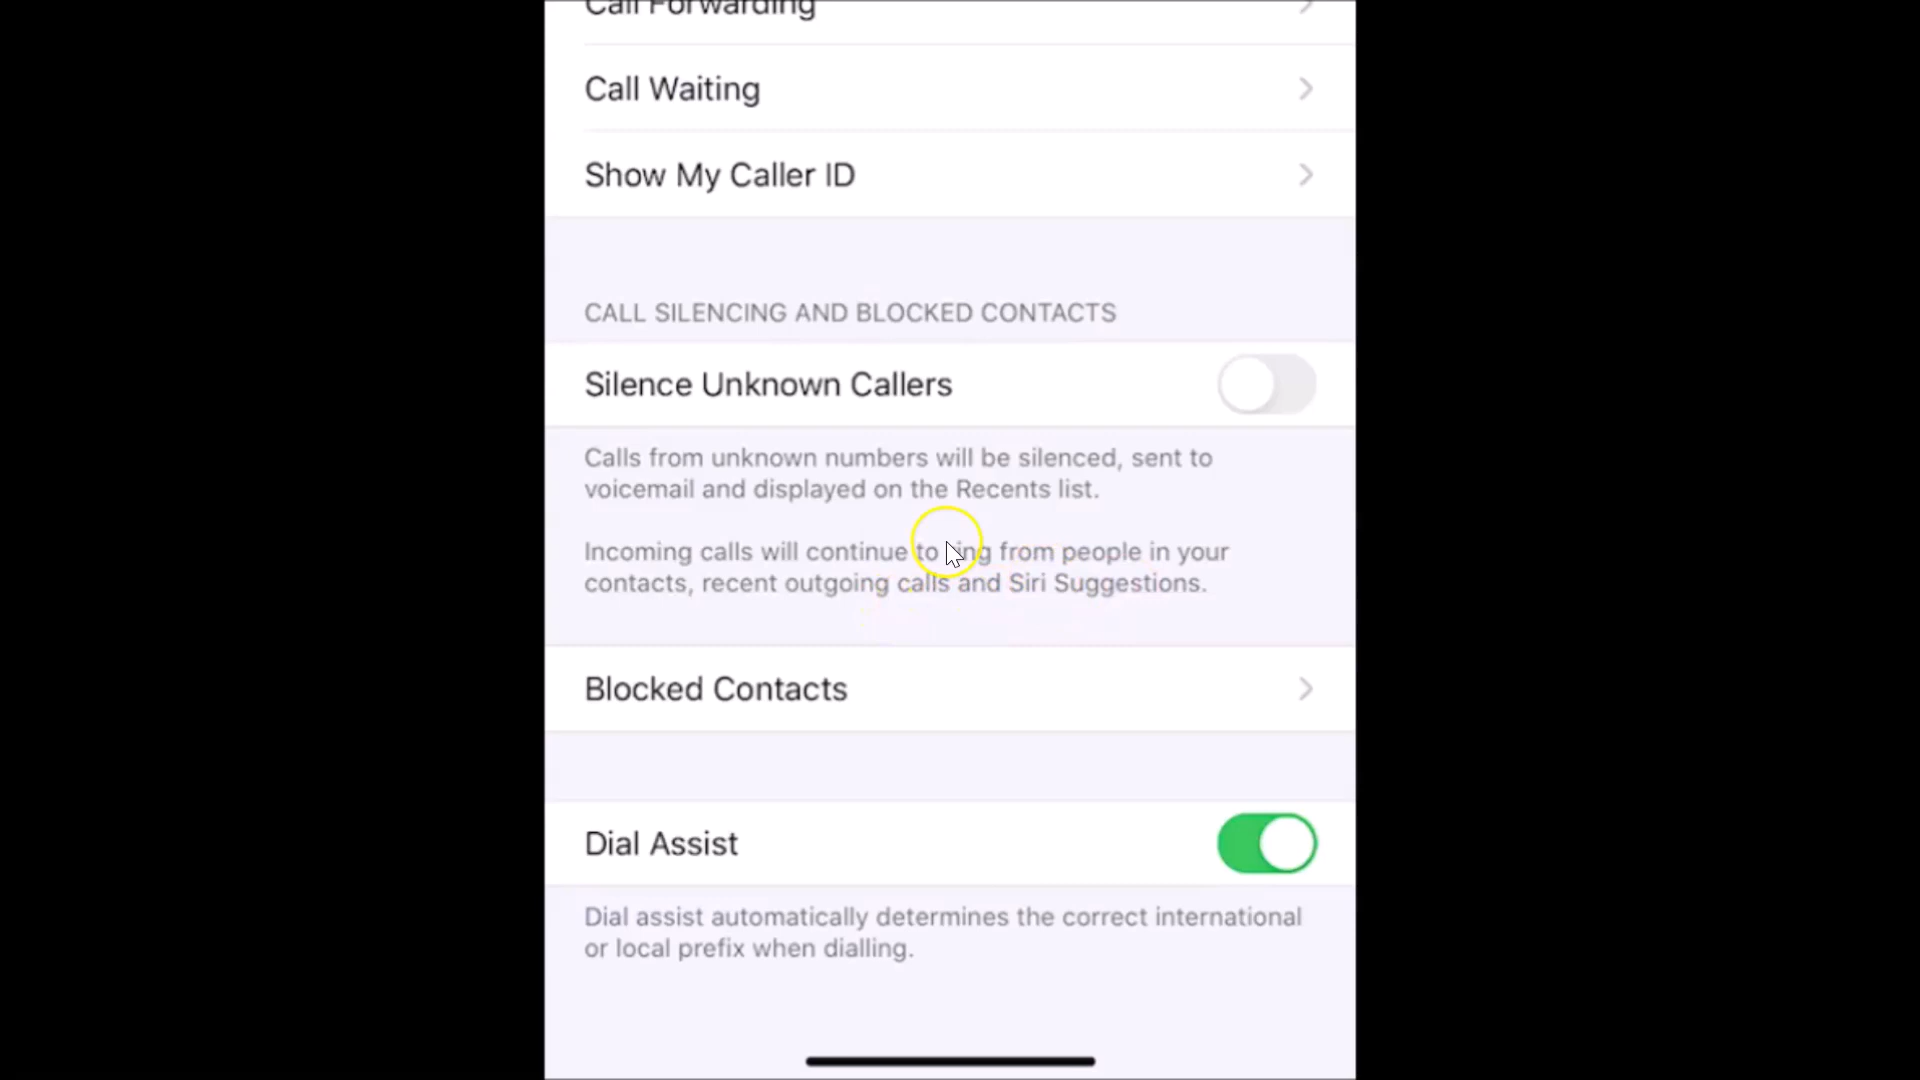 Call Forwarding
Call Waiting
Show My Caller ID
CALL SILENCING AND BLOCKED CONTACTS
Silence Unknown Callers
Calls from unknown numbers will be silenced, sent to
voicemail and displayed on the Recents list.
Incoming calls will continue to ring from people in your
contacts, recent outgoing calls and Siri Suggestions.
Blocked Contacts
Dial Assist
Dial assist automatically determines the correct international
or local prefix when dialling.